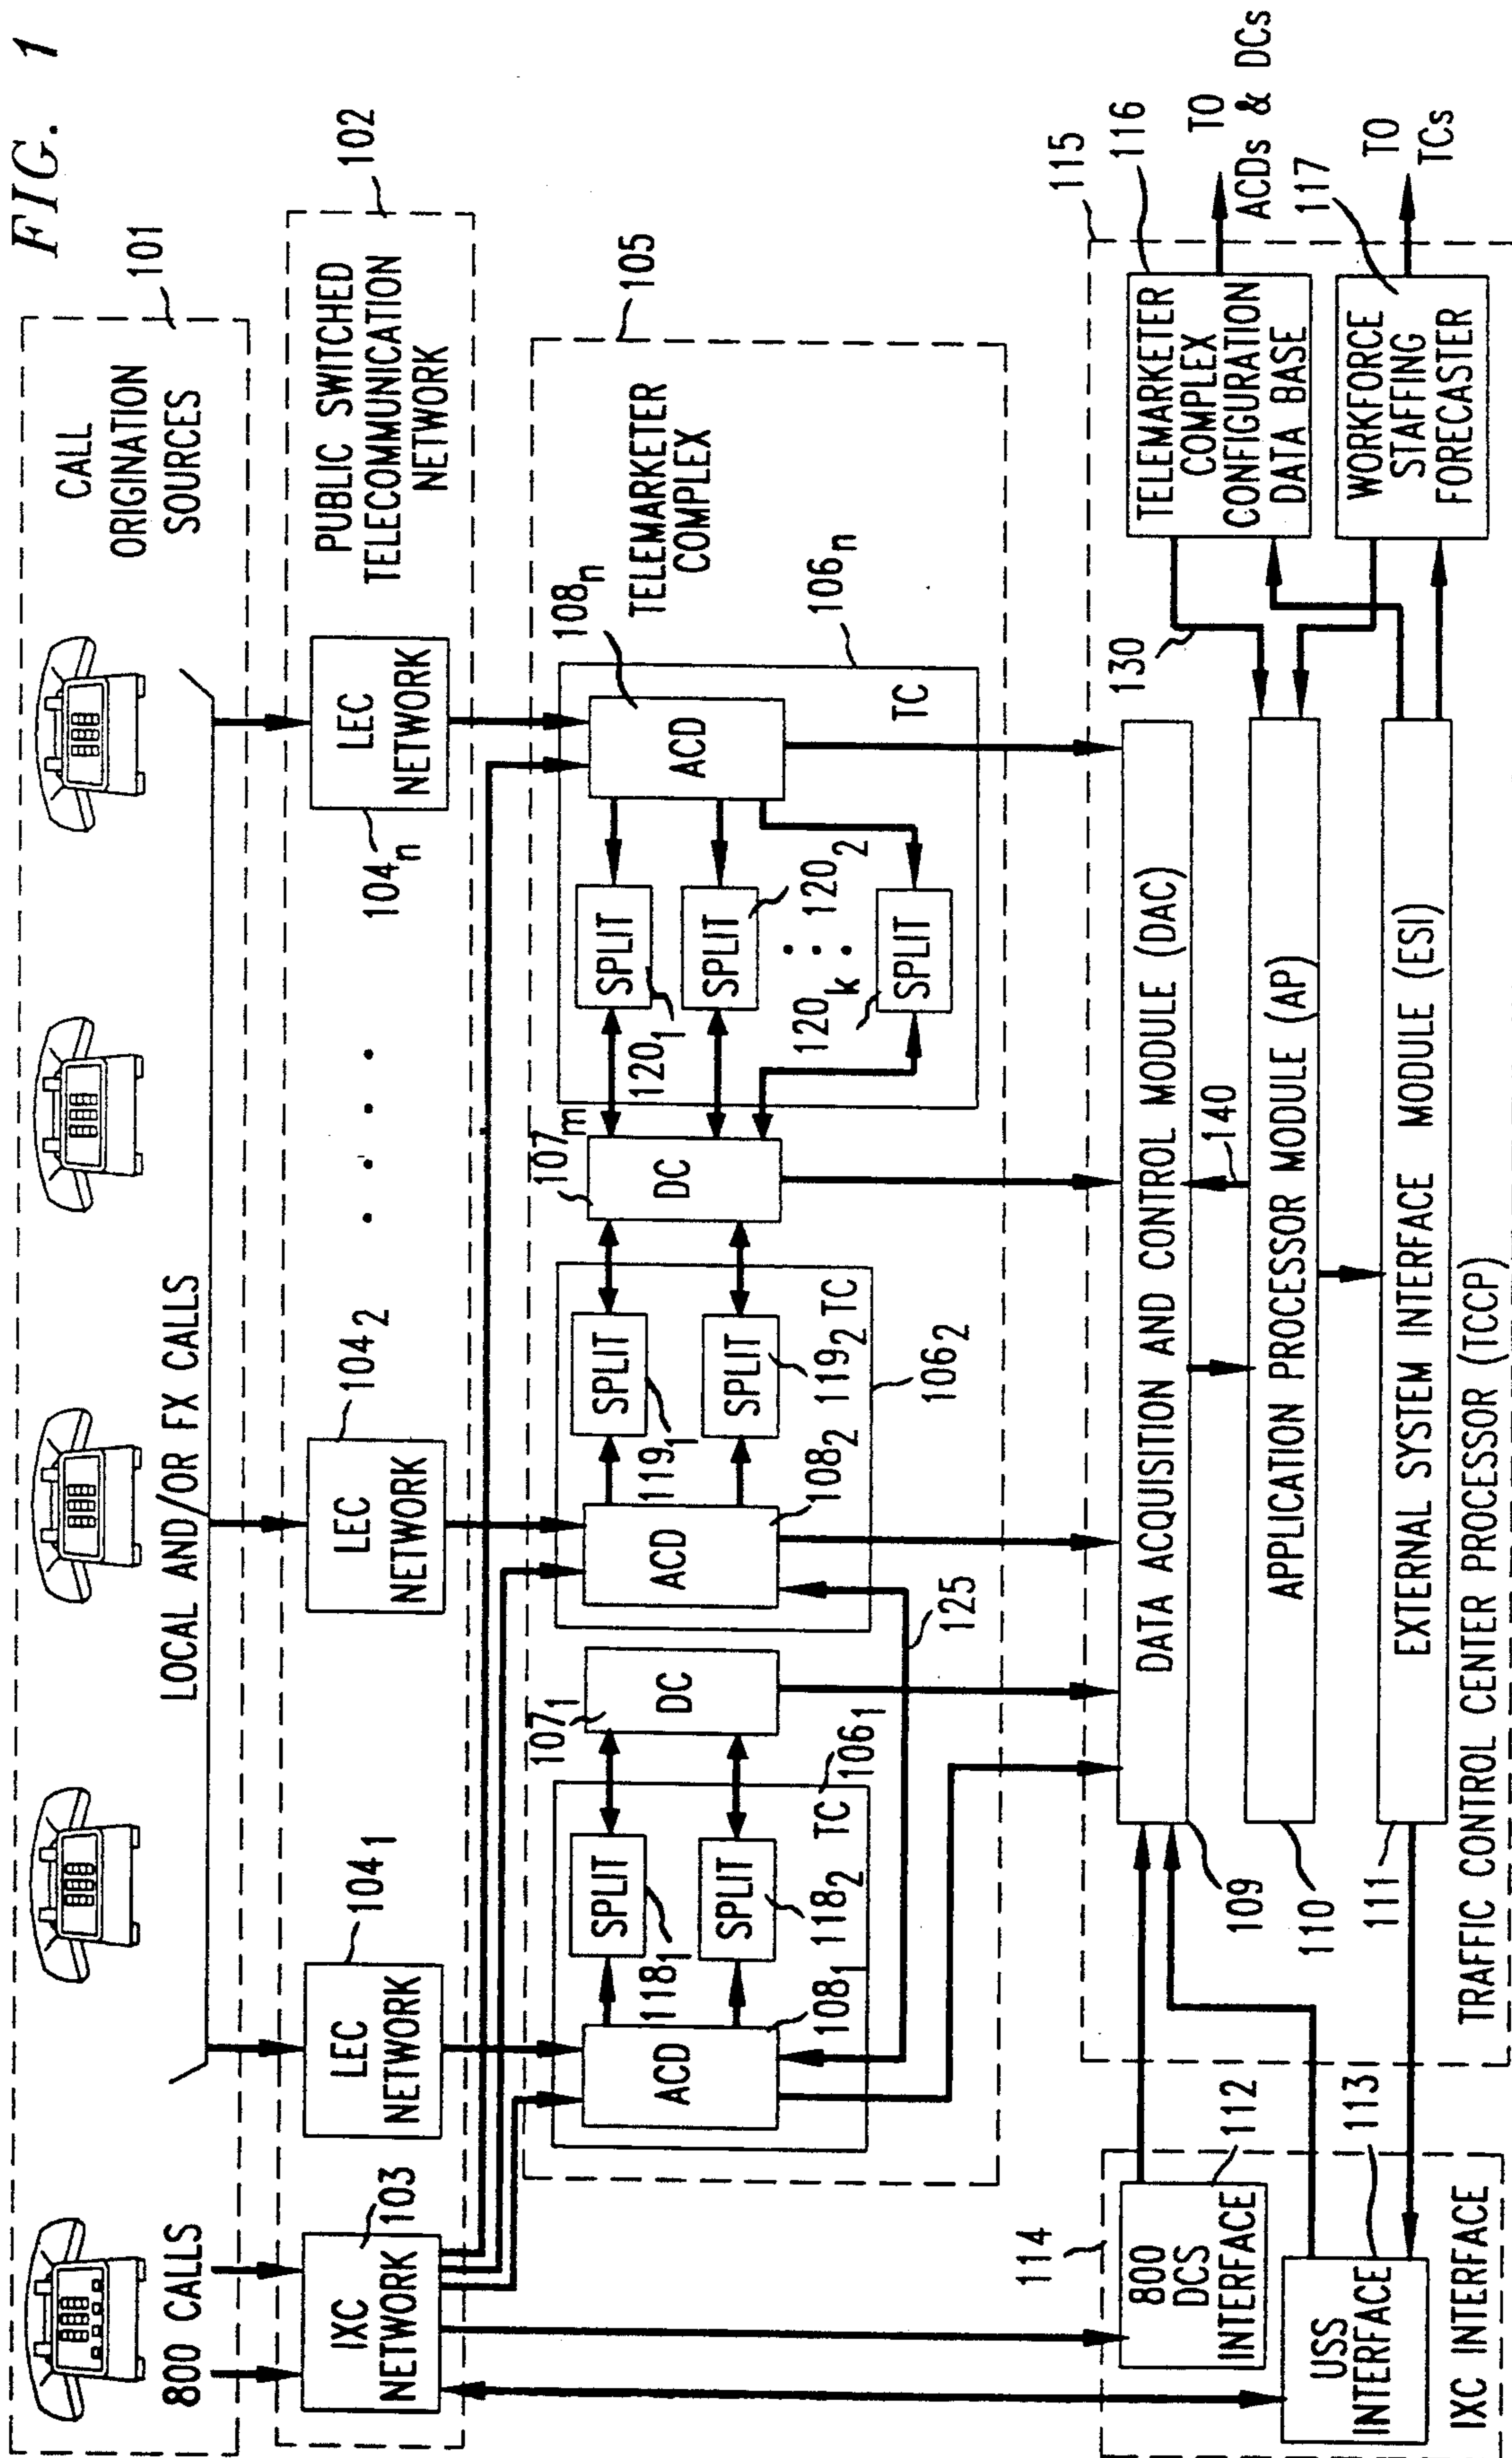 FIG. 1
CALL
ORIGINATION
SOURCES
101
800 CALLS
LOCAL AND/OR FX CALLS
PUBLIC SWITCHED
TELECOMMUNICATION
NETWORK
102
IXC
NETWORK
103
LEC
NETWORK
104₁
LEC
NETWORK
104₂
LEC
NETWORK
104ₙ
TELEMARKETER
COMPLEX
105
ACD
108₁
SPLIT
118₁
SPLIT
118₂
TC
106₁
DC
107₁
125
ACD
108₂
SPLIT
119₁
SPLIT
119₂
TC
106₂
DC
107ₘ
SPLIT
120₁
SPLIT
120₂
SPLIT
120ₖ
ACD
108ₙ
TC
106ₙ
114
800
DCS
INTERFACE
112
USS
INTERFACE
113
IXC INTERFACE
DATA ACQUISITION AND CONTROL MODULE (DAC)
109
140
APPLICATION PROCESSOR MODULE (AP)
110
EXTERNAL SYSTEM INTERFACE MODULE (ESI)
111
TRAFFIC CONTROL CENTER PROCESSOR (TCCP)
130
115
TELEMARKETER
COMPLEX
CONFIGURATION
DATA BASE
116
TO
ACDs & DCs
WORKFORCE
STAFFING
FORECASTER
117
TO
TCs